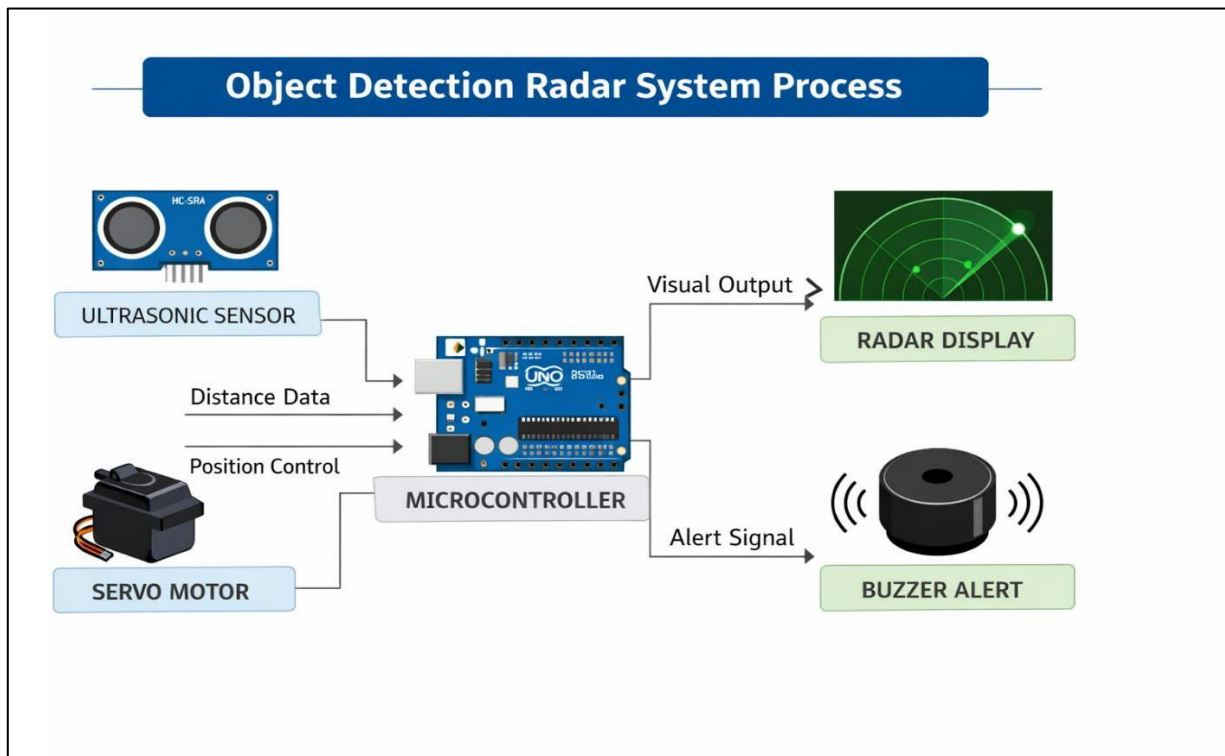 Object Detection Radar System Process
HC-SRA
ULTRASONIC SENSOR
Distance Data
Position Control
SERVO MOTOR
UNO
MICROCONTROLLER
Visual Output
RADAR DISPLAY
Alert Signal
BUZZER ALERT